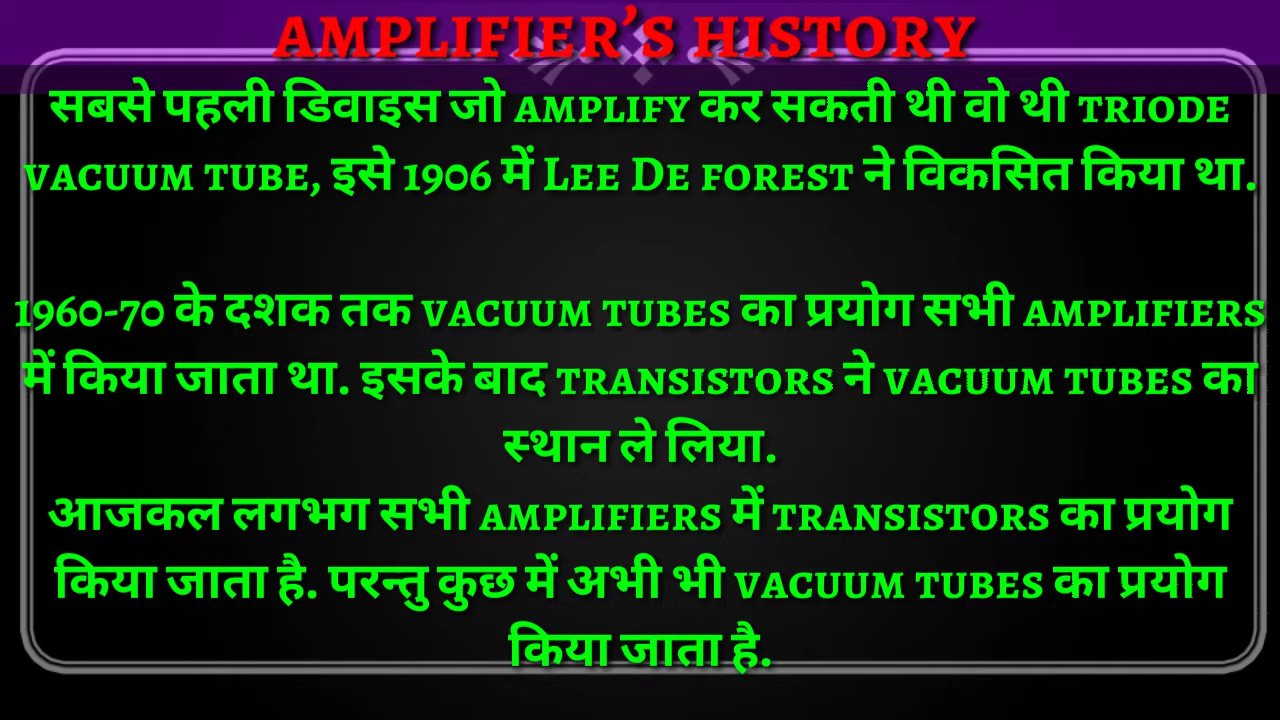 AMPLIFIER'S HISTORY
सबसे पहली डिवाइस जो AMPLIFY कर सकती थी वो थी TRIODE
VACUUM TUBE, इसे 1906 में LEE DE FOREST ने विकसित किया था.
1960-70 के दशक तक VACUUM TUBES का प्रयोग सभी AMPLIFIERS
में किया जाता था. इसके बाद TRANSISTORS ने VACUUM TUBES का
स्थान ले लिया.
आजकल लगभग सभी AMPLIFIERS में TRANSISTORS का प्रयोग
किया जाता है. परन्तु कुछ में अभी भी VACUUM TUBES का प्रयोग
किया जाता है.